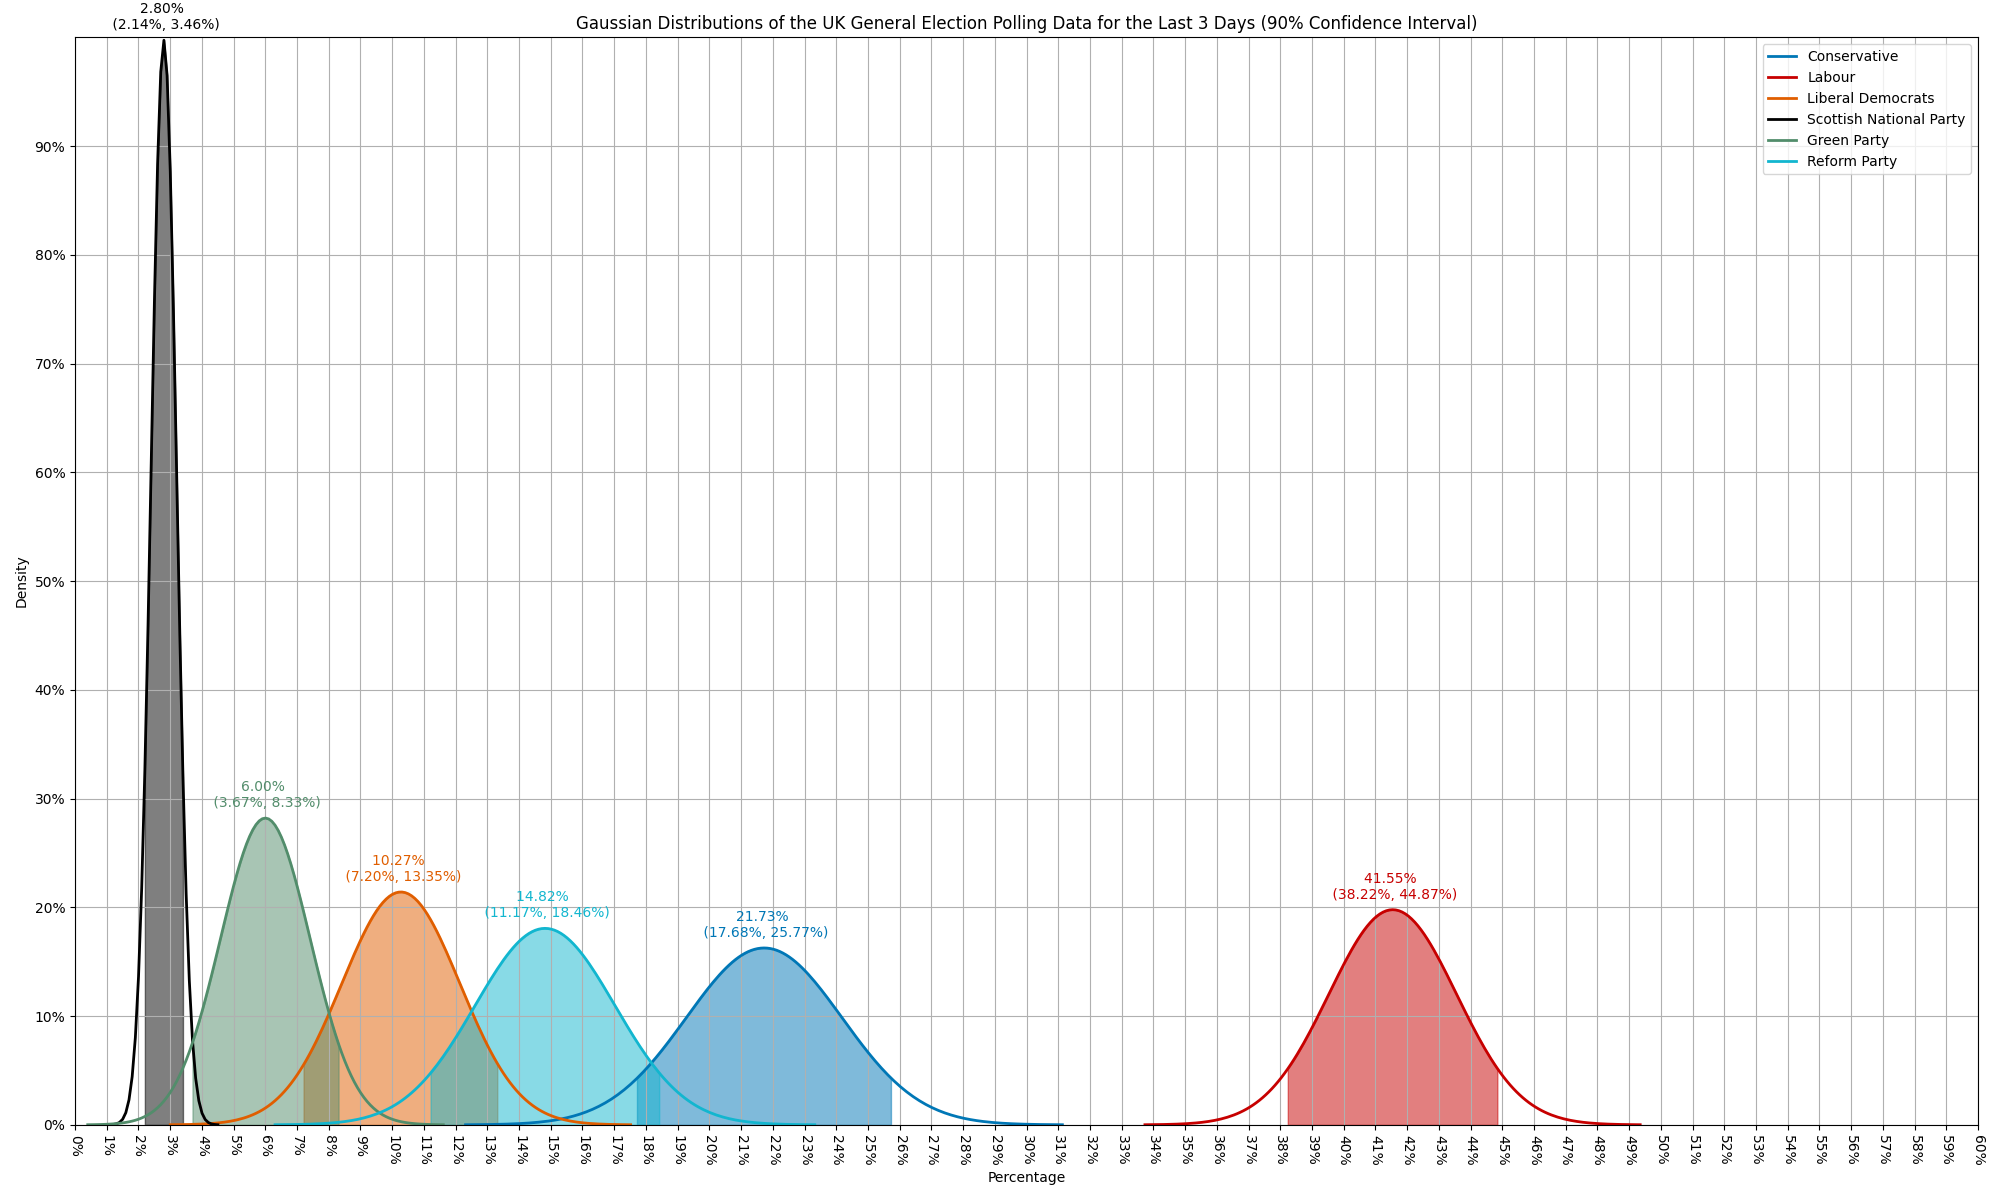 2.80%
(2.14%, 3.46%)
Gaussian Distributions of the UK General Election Polling Data for the Last 3 Days (90% Confidence Interval)
Conservative
Labour
Liberal Democrats
Scottish National Party
Green Party
Reform Party
90%
80%
70%
60%
50%
40%
30%
20%
10%
0%
Density
6.00%
(3.67%, 8.33%)
10.27%
(7.20%, 13.35%)
14.82%
(11.17%, 18.46%)
21.73%
(17.68%, 25.77%)
41.55%
(38.22%, 44.87%)
0% 1% 2% 3% 4% 5% 6% 7% 8% 9% 10% 11% 12% 13% 14% 15% 16% 17% 18% 19% 20% 21% 22% 23% 24% 25% 26% 27% 28% 29% 30% 31% 32% 33% 34% 35% 36% 37% 38% 39% 40% 41% 42% 43% 44% 45% 46% 47% 48% 49% 50% 51% 52% 53% 54% 55% 56% 57% 58% 59% 60%
Percentage